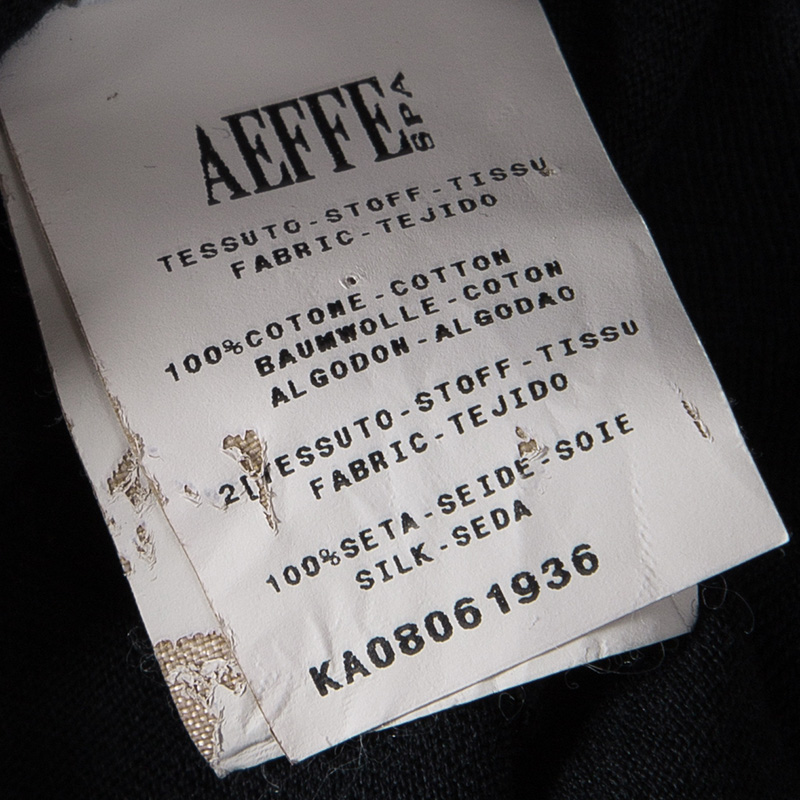 AEFFE SPA
TESSUTO-STOFF-TISSU
FABRIC-TEJIDO
100%COTONE-COTTON
BAUMWOLLE-COTON
ALGODON-ALGODAO
2[TESSUTO-STOFF-TISSU
FABRIC-TEJIDO
100%SETA-SEIDE-SOIE
SILK-SEDA
KA08061936